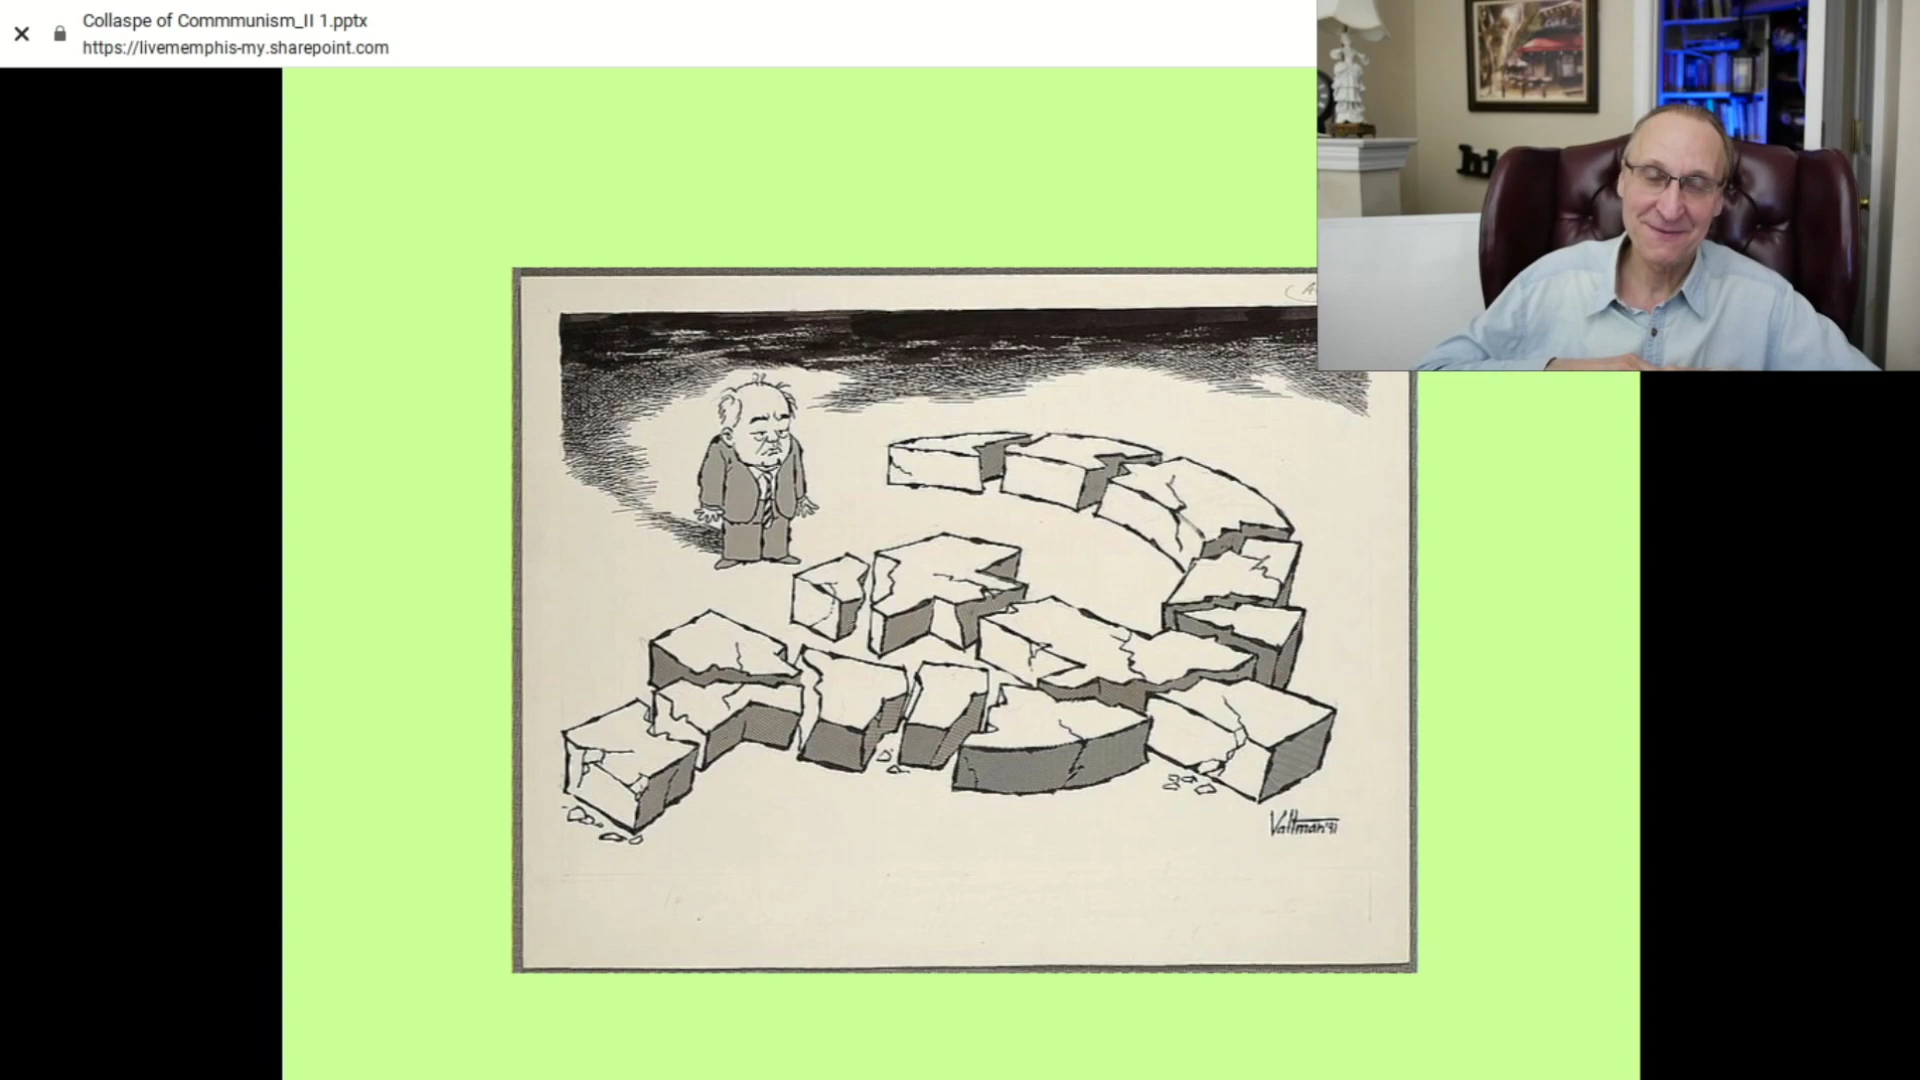 Collaspe of Commmunism_II 1.pptx
https://livememphis-my.sharepoint.com
Valtman'91